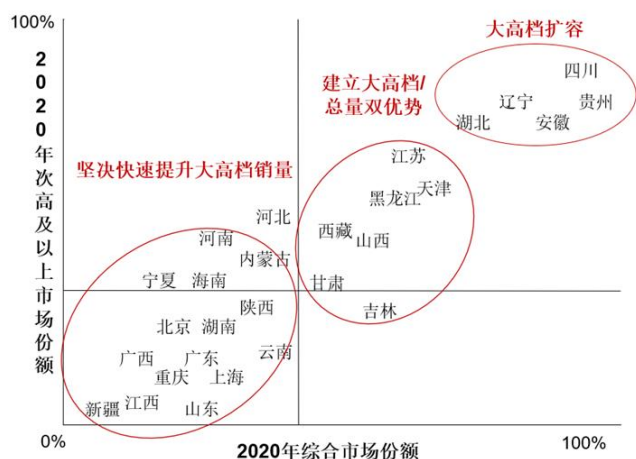 100%
2020年次高及以上市场份额
大高档扩容
四川
辽宁
贵州
湖北
安徽
建立大高档/
总量双优势
江苏
天津
黑龙江
西藏
山西
甘肃
吉林
坚决快速提升大高档销量
河北
河南
内蒙古
宁夏
海南
陕西
北京
湖南
云南
广西
广东
重庆
上海
新疆
江西
山东
0%
2020年综合市场份额
100%